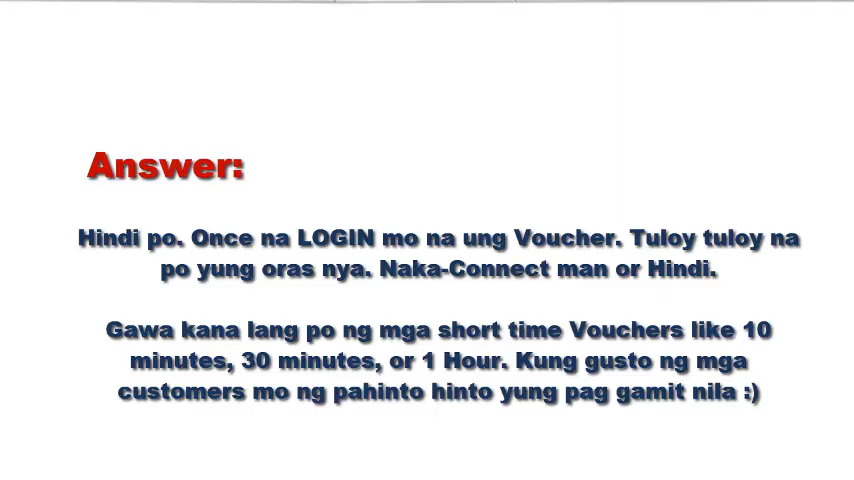 Answer:
Hindi po. Once na LOGIN mo na ung Voucher. Tuloy tuloy na
po yung oras nya. Naka-Connect man or Hindi.
Gawa kana lang po ng mga short time Vouchers like 10
minutes, 30 minutes, or 1 Hour. Kung gusto ng mga
customers mo ng pahinto hinto yung pag gamit nila :)